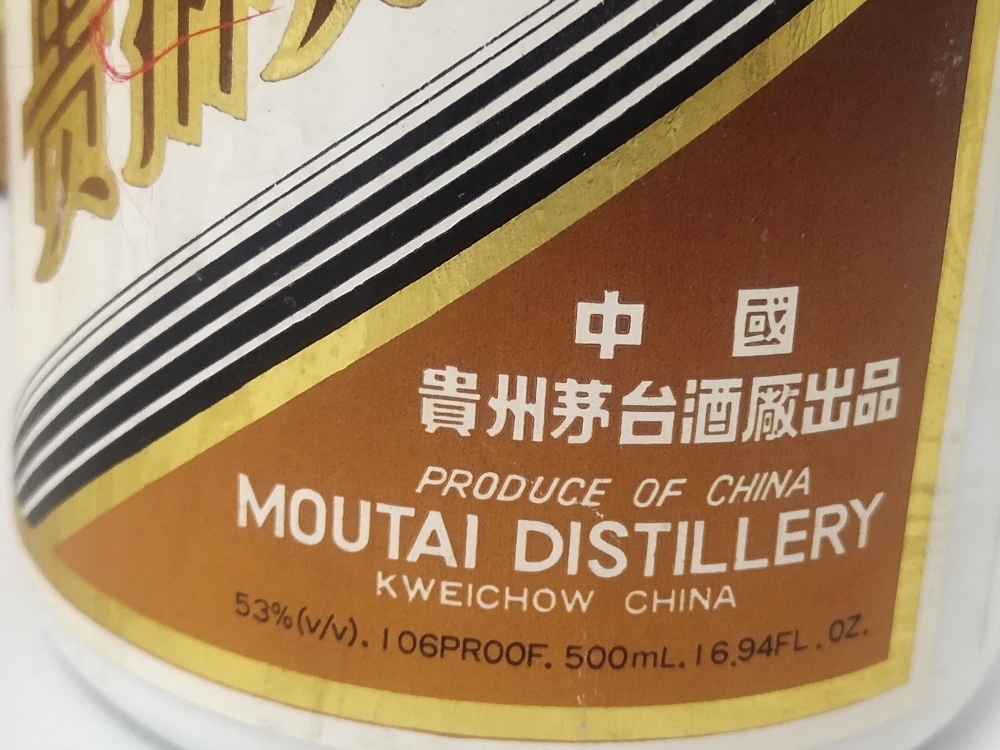 中國
貴州茅台酒厰出品
PRODUCE OF CHINA
MOUTAI DISTILLERY
KWEICHOW CHINA
53%(v/v). 106PROOF. 500mL. 16.94FL. OZ.